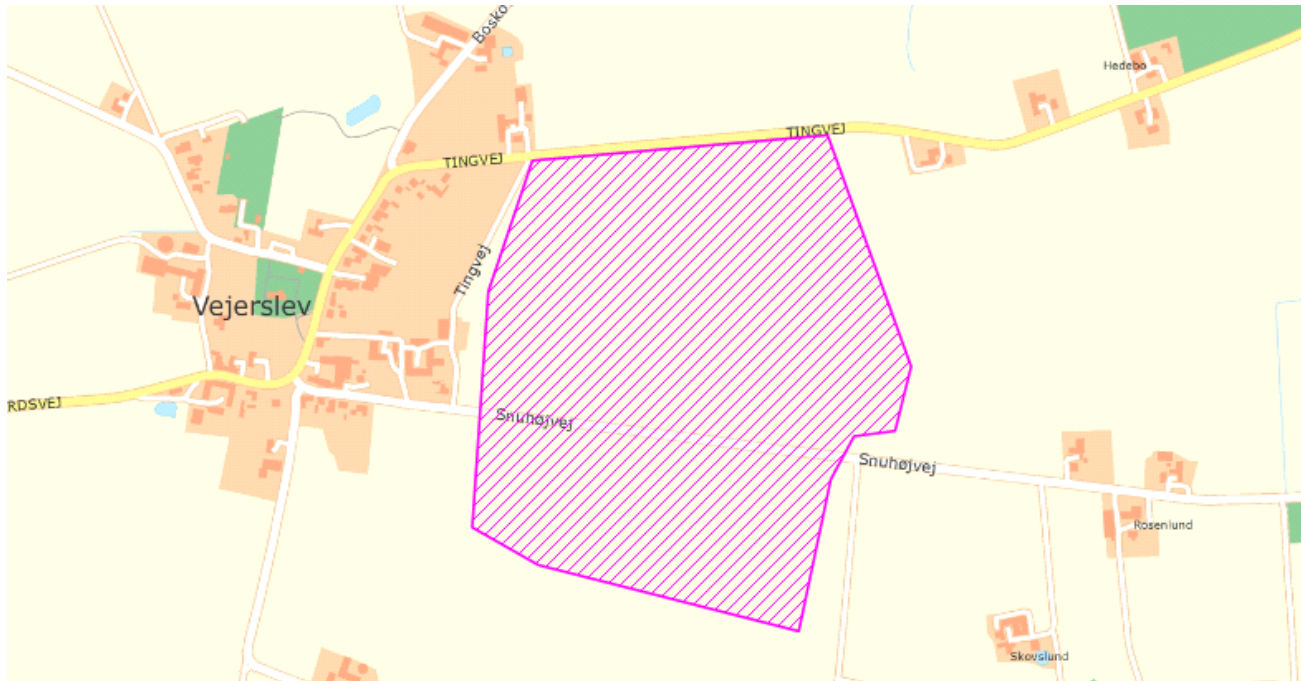 Bosko
Hedebo
TINGVEJ
TINGVEJ
Tingvej
Vejerslev
RDSVEJ
Snuhøjvej
Snuhøjvej
Rosenlund
Skovslund